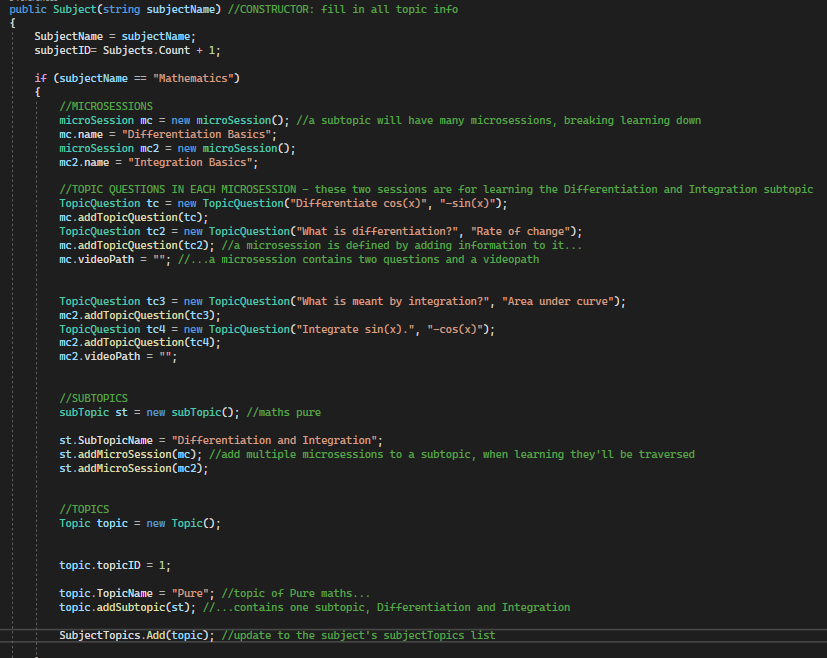 public Subject(string subjectName) //CONSTRUCTOR: fill in all topic info
{
SubjectName = subjectName;
subjectID= Subjects.Count + 1;
if (subjectName == "Mathematics")
{
//MICROSESSIONS
microSession mc = new microSession(); //a subtopic will have many microsessions, breaking learning down
mc.name = "Differentiation Basics";
microSession mc2 = new microSession();
mc2.name = "Integration Basics";
//TOPIC QUESTIONS IN EACH MICROSESSION - these two sessions are for learning the Differentiation and Integration subtopic
TopicQuestion tc = new TopicQuestion("Differentiate cos(x)", "-sin(x)");
mc.addTopicQuestion(tc);
TopicQuestion tc2 = new TopicQuestion("What is differentiation?", "Rate of change");
mc.addTopicQuestion(tc2); //a microsession is defined by adding information to it...
mc.videoPath = ""; //...a microsession contains two questions and a videopath
TopicQuestion tc3 = new TopicQuestion("What is meant by integration?", "Area under curve");
mc2.addTopicQuestion(tc3);
TopicQuestion tc4 = new TopicQuestion("Integrate sin(x).", "-cos(x)");
mc2.addTopicQuestion(tc4);
mc2.videoPath = "";
//SUBTOPICS
subTopic st = new subTopic(); //maths pure
st.SubTopicName = "Differentiation and Integration";
st.addMicroSession(mc); //add multiple microsessions to a subtopic, when learning they'll be traversed
st.addMicroSession(mc2);
//TOPICS
Topic topic = new Topic();
topic.topicID = 1;
topic.TopicName = "Pure"; //topic of Pure maths...
topic.addSubtopic(st); //...contains one subtopic, Differentiation and Integration
SubjectTopics.Add(topic); //update to the subject's subjectTopics list